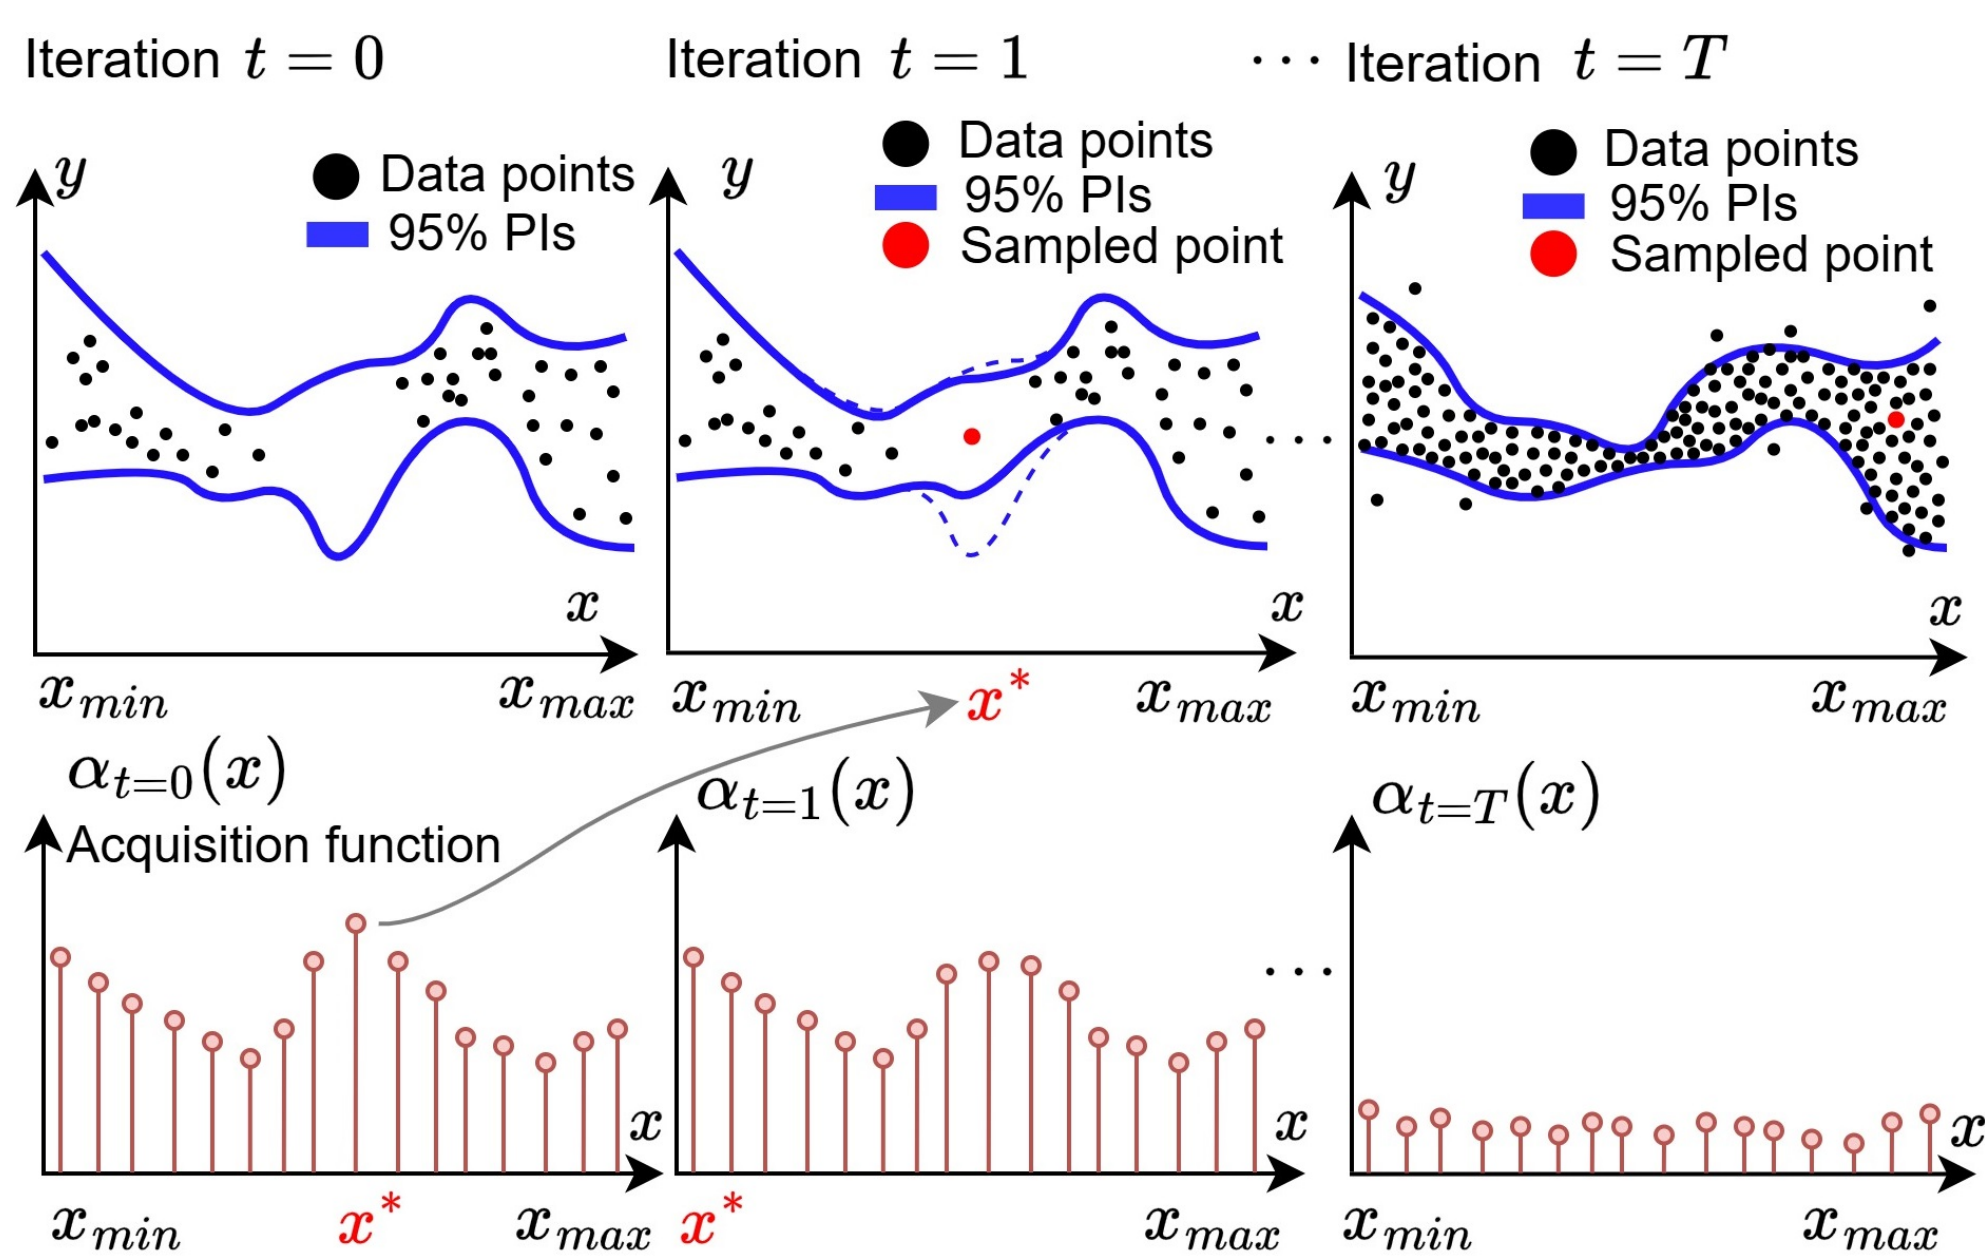 Iteration t = 0
Iteration t = 1
··· Iteration t = T
y
Data points
95% PIs
x
x_min
x_max
y
Data points
95% PIs
Sampled point
x
x_min
x*
x_max
···
y
Data points
95% PIs
Sampled point
x
x_min
x_max
α_{t=0}(x)
Acquisition function
x
x_min
x*
x_max
α_{t=1}(x)
x
x*
x_max
···
α_{t=T}(x)
x
x_min
x_max